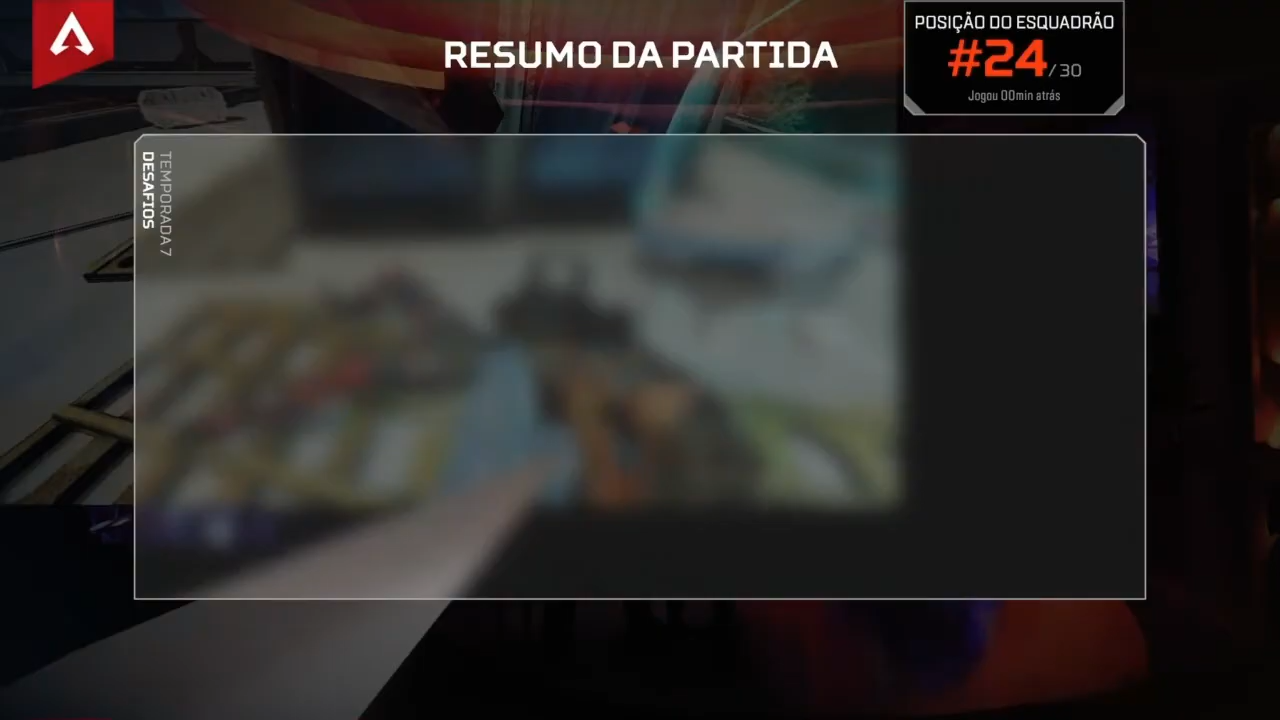 RESUMO DA PARTIDA
POSIÇÃO DO ESQUADRÃO
#24/30
Jogou 00min atrás
TEMPORADA 7
DESAFIOS